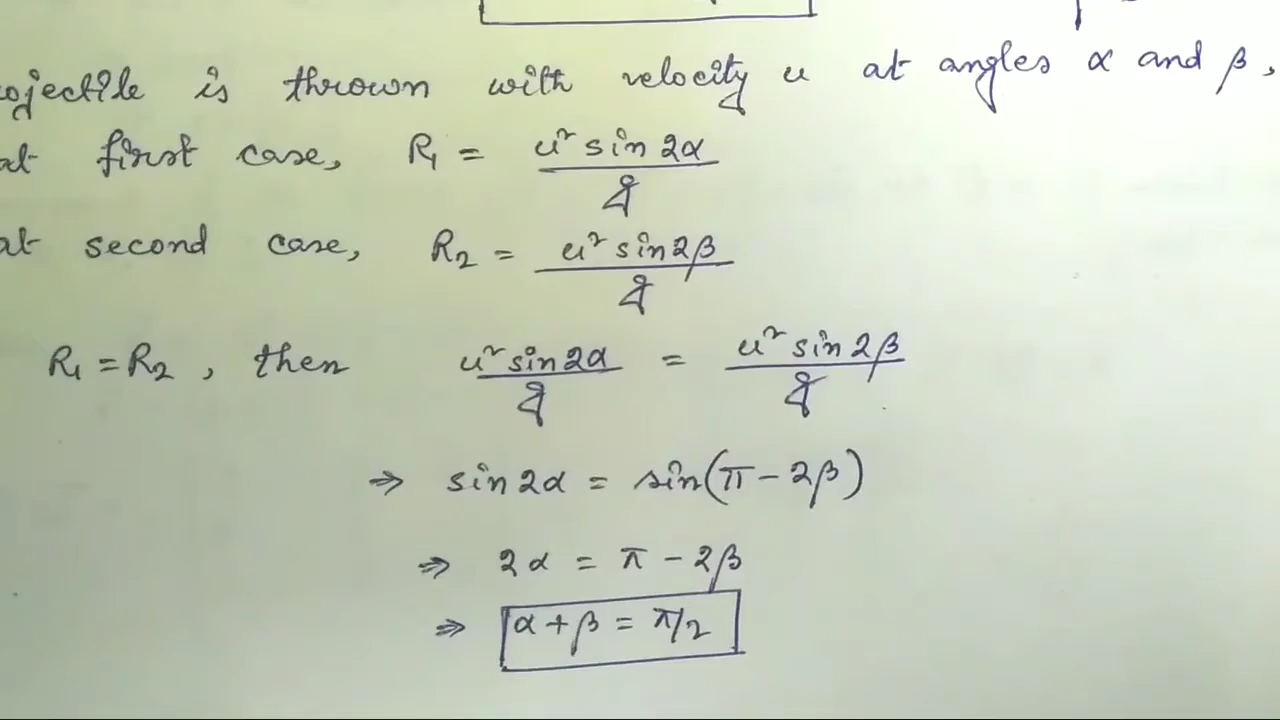 ojectile is thrown with velocity u at angles α and β,
at first case, R₁ = u² sin 2α / g
at second case, R₂ = u² sin 2β / g
R₁ = R₂, then u² sin 2α / g = u² sin 2β / g
⇒ sin 2α = sin(π − 2β)
⇒ 2α = π − 2β
⇒ α + β = π/2